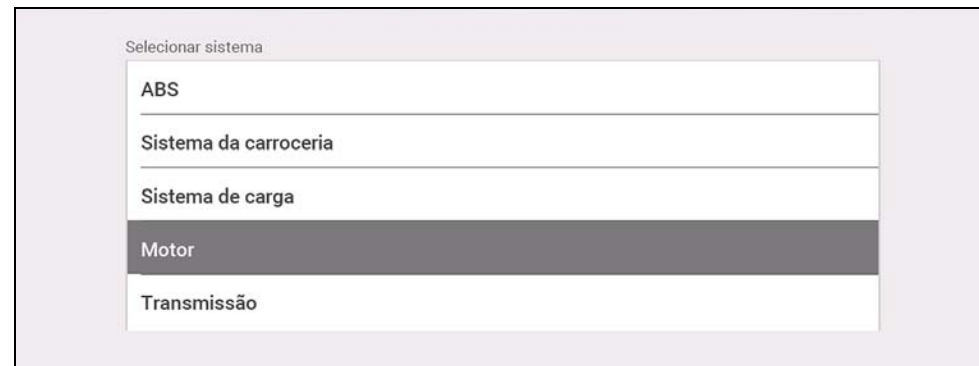 Selecionar sistema
ABS
Sistema da carroceria
Sistema de carga
Motor
Transmissão